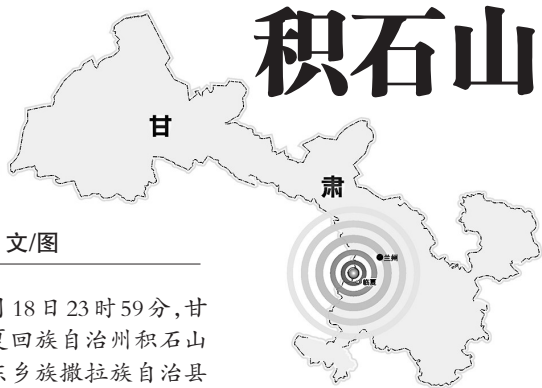 积石山
甘
肃
兰州
临夏
文/图
月18日23时59分,甘
夏回族自治州积石山
东乡族撒拉族自治县